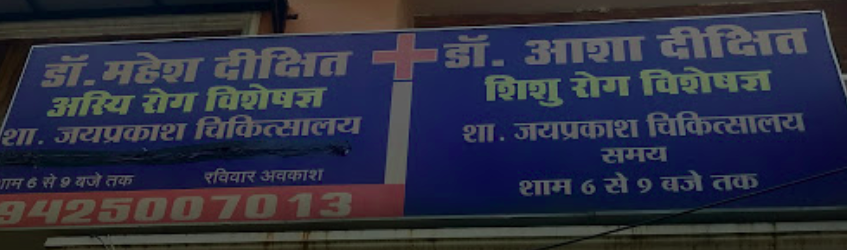 डॉ. महेश दीक्षित
अस्थि रोग विशेषज्ञ
शा. जयप्रकाश चिकित्सालय
शाम 6 से 9 बजे तक रविवार अवकाश
9425007013
डॉ. आशा दीक्षित
शिशु रोग विशेषज्ञ
शा. जयप्रकाश चिकित्सालय
समय
शाम 6 से 9 बजे तक